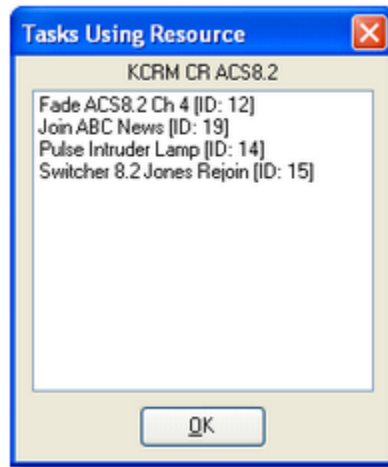 Tasks Using Resource
KCRM CR ACS8.2
Fade ACS8.2 Ch 4 [ID: 12]
Join ABC News [ID: 19]
Pulse Intruder Lamp [ID: 14]
Switcher 8.2 Jones Rejoin [ID: 15]
OK